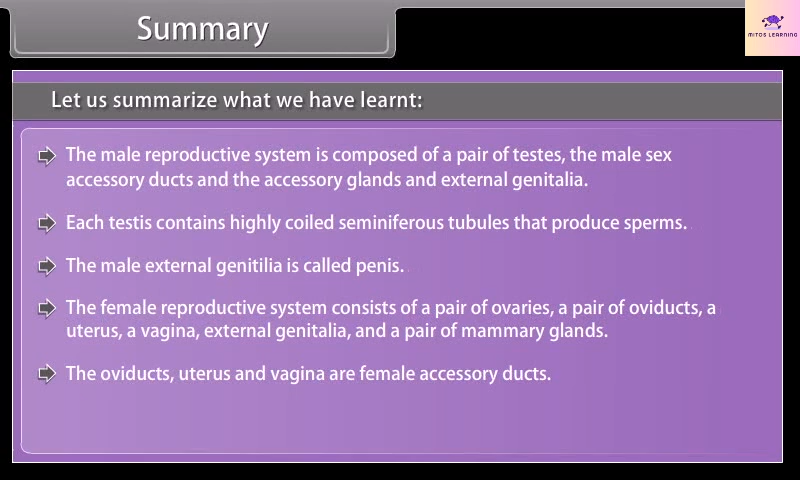 Summary
MITOS LEARNING
Let us summarize what we have learnt:
The male reproductive system is composed of a pair of testes, the male sex
accessory ducts and the accessory glands and external genitalia.
Each testis contains highly coiled seminiferous tubules that produce sperms.
The male external genitilia is called penis.
The female reproductive system consists of a pair of ovaries, a pair of oviducts, a
uterus, a vagina, external genitalia, and a pair of mammary glands.
The oviducts, uterus and vagina are female accessory ducts.